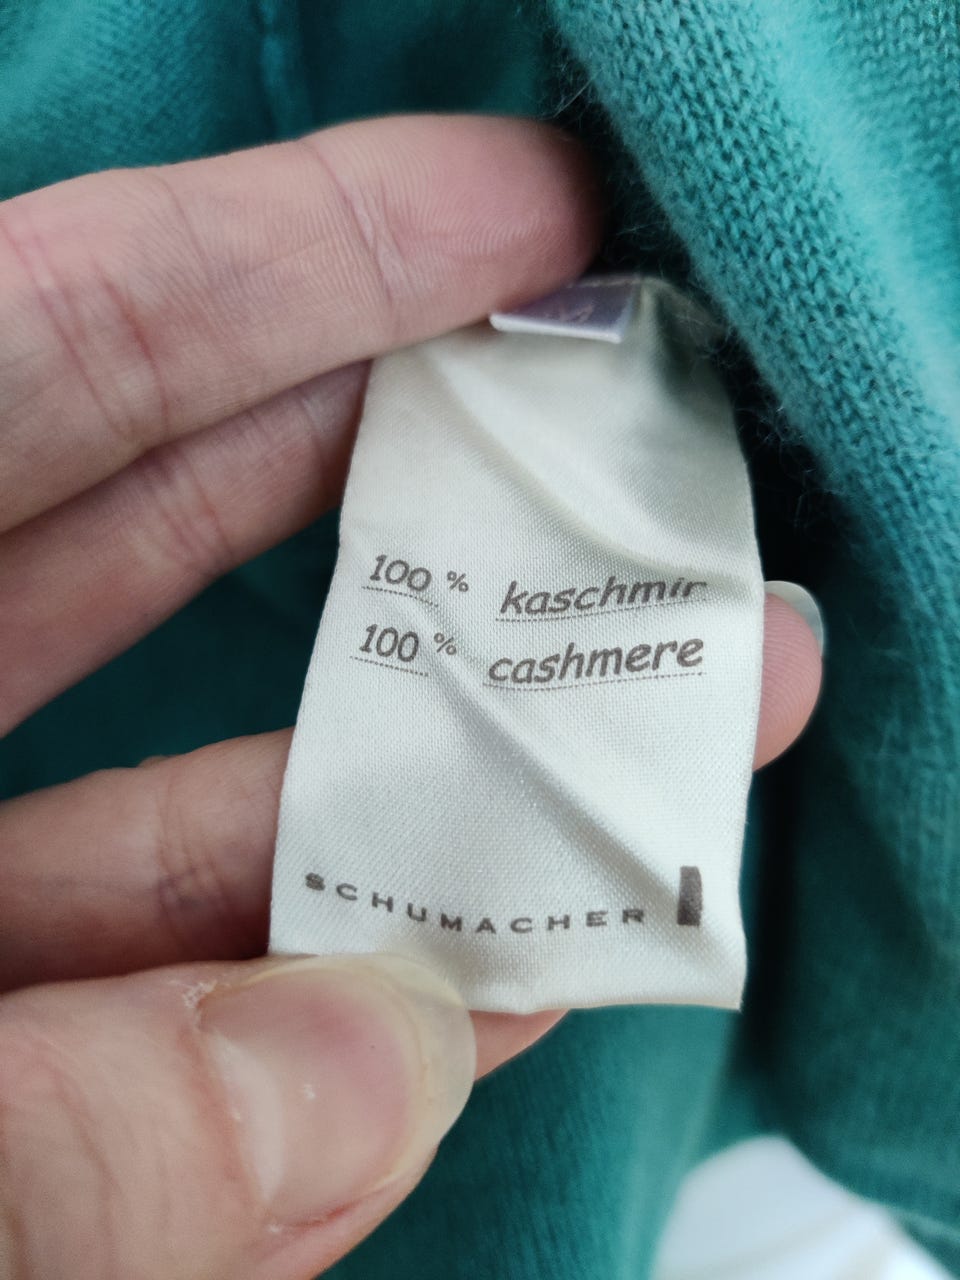 100 % kaschmir
100 % cashmere
SCHUMACHER